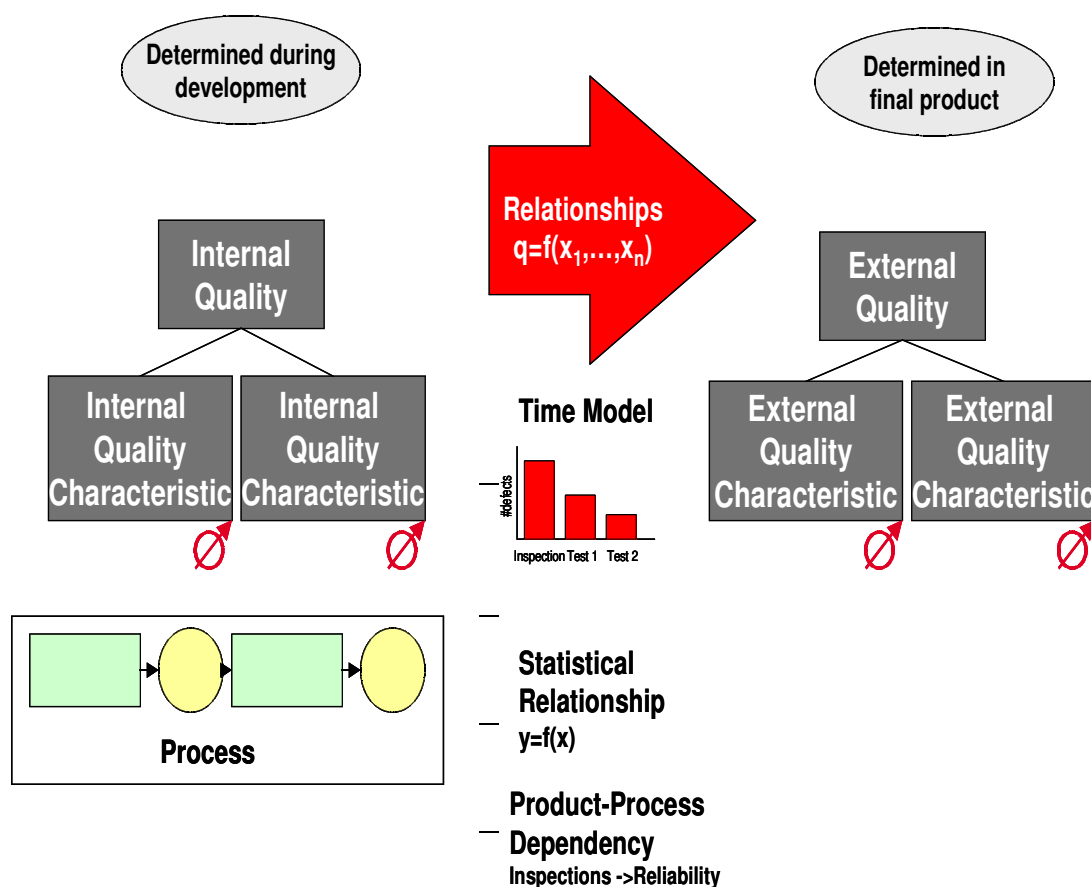 Determined during
development
Determined in
final product
Relationships
q=f(x1,…,xn)
Internal
Quality
External
Quality
Internal
Quality
Characteristic
Internal
Quality
Characteristic
Time Model
#defects
Inspection Test 1 Test 2
External
Quality
Characteristic
External
Quality
Characteristic
Process
Statistical
Relationship
y=f(x)
Product-Process
Dependency
Inspections ->Reliability